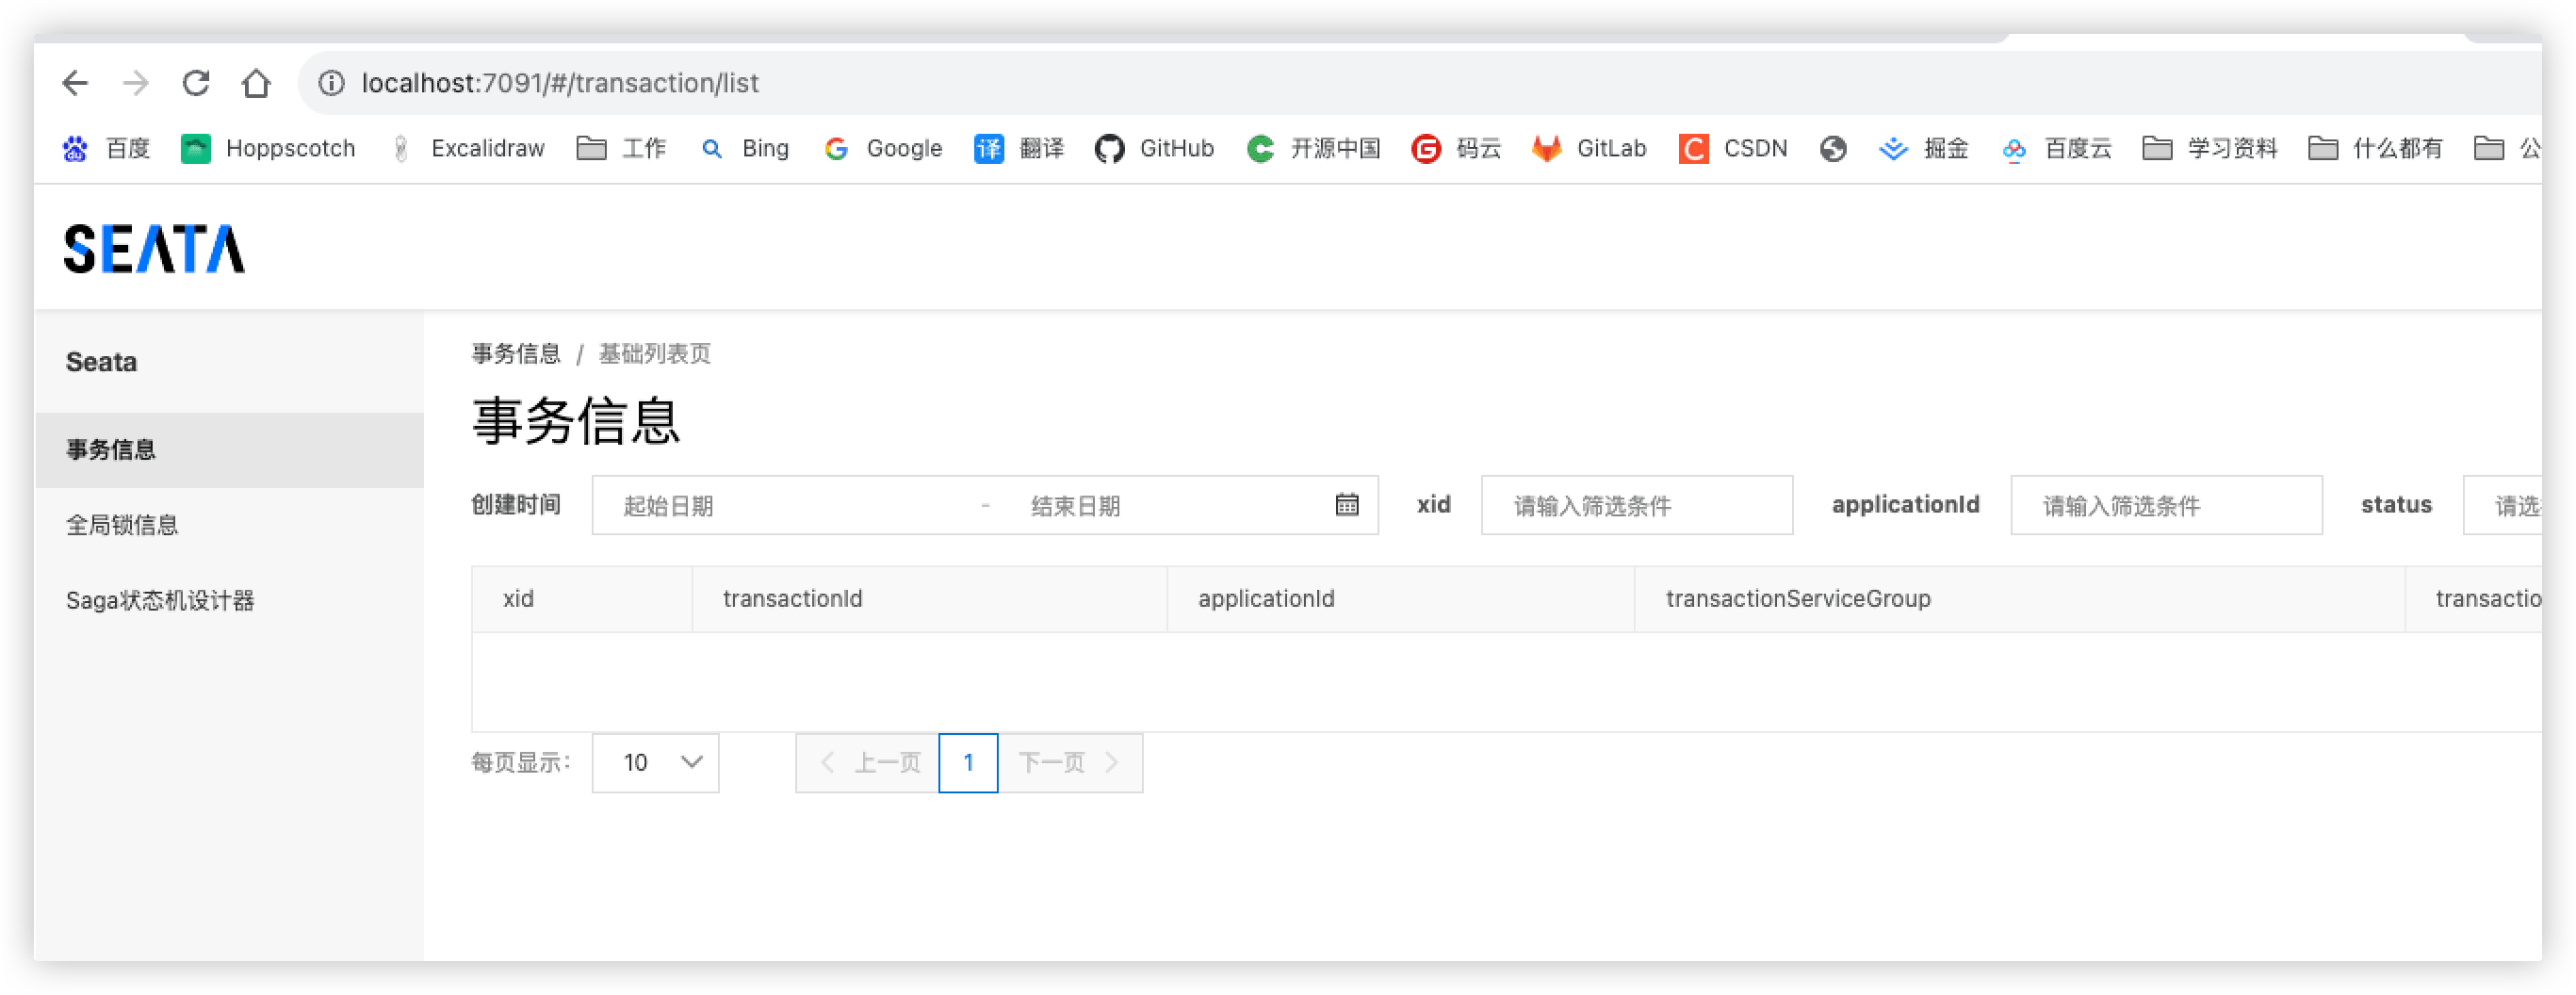 localhost:7091/#/transaction/list
百度 Hoppscotch Excalidraw 工作 Bing Google 译 翻译 GitHub 开源中国 G 码云 GitLab C CSDN 掘金 百度云 学习资料 什么都有 公
SEATA
Seata
事务信息
全局锁信息
Saga状态机设计器
事务信息 / 基础列表页
事务信息
创建时间 起始日期 - 结束日期 xid 请输入筛选条件 applicationId 请输入筛选条件 status 请选
xid transactionId applicationId transactionServiceGroup transactio
每页显示: 10 上一页 1 下一页